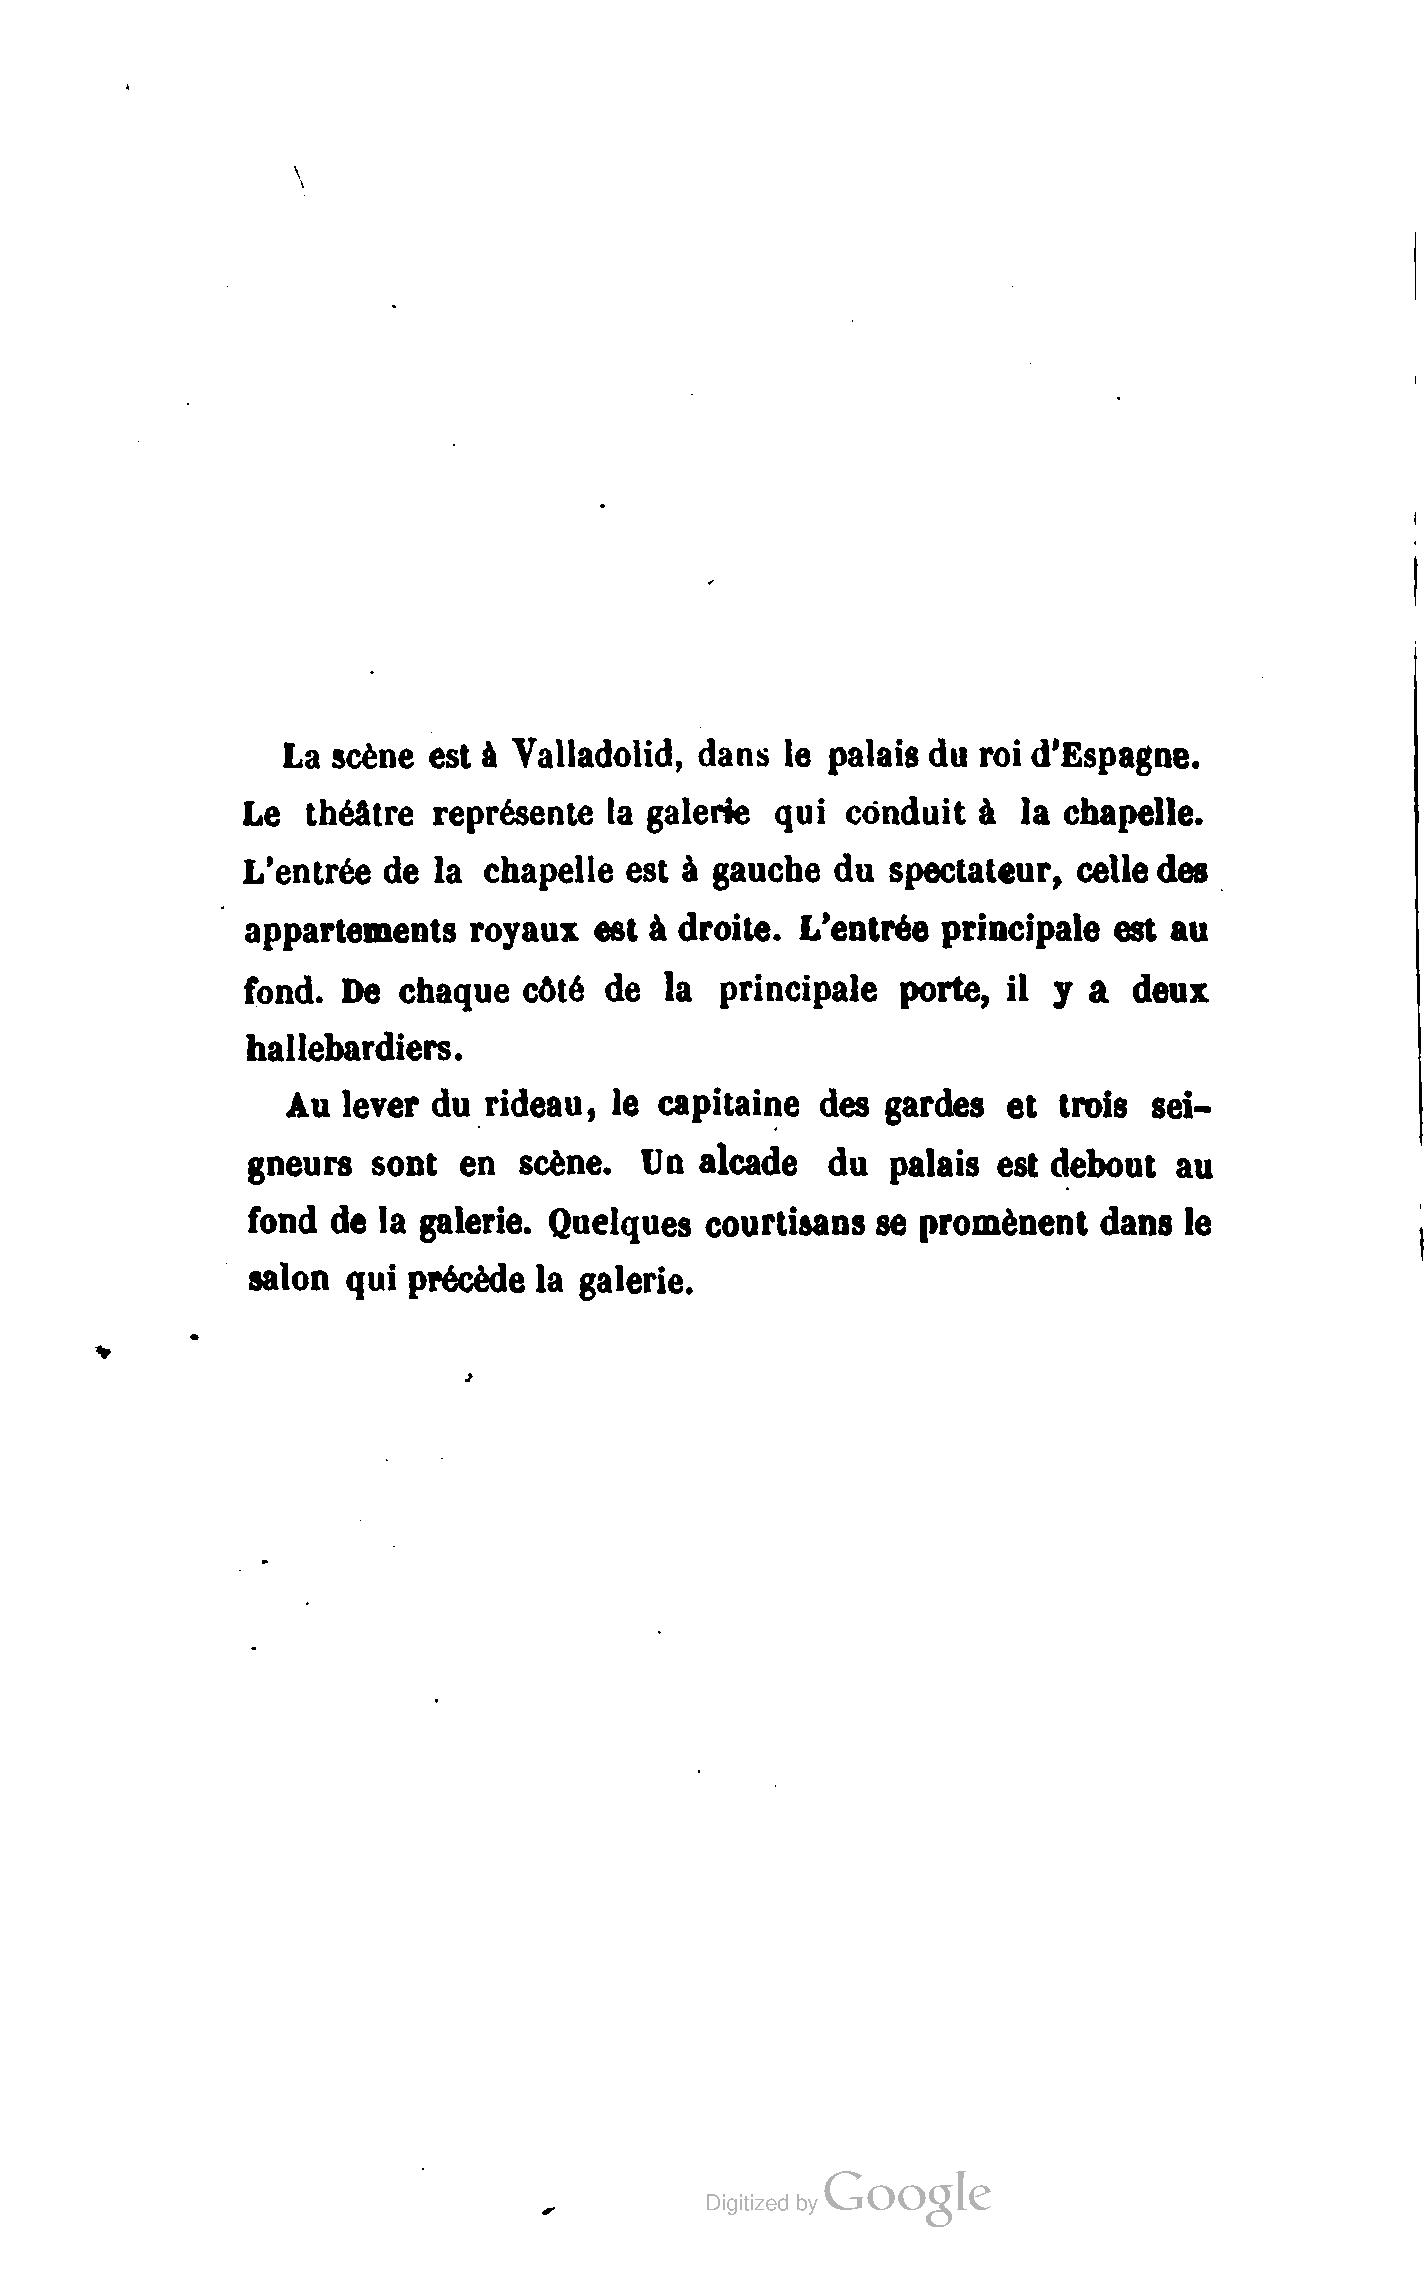 La scène est à Valladolid, dans le palais du roi d'Espagne.
Le théâtre représente la galerie qui conduit à la chapelle.
L'entrée de la chapelle est à gauche du spectateur, celle des
appartements royaux est à droite. L'entrée principale est au
fond. De chaque côté de la principale porte, il y a deux
hallebardiers.
Au lever du rideau, le capitaine des gardes et trois sei-
gneurs sont en scène. Un alcade du palais est debout au
fond de la galerie. Quelques courtisans se promènent dans le
salon qui précède la galerie.
Digitized by Google